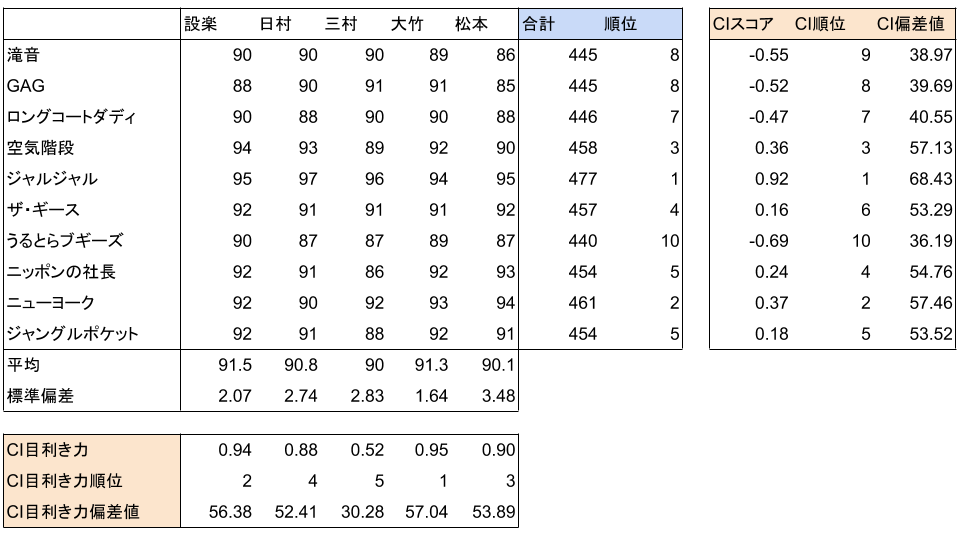 設楽 日村 三村 大竹 松本 合計 順位 CIスコア CI順位 CI偏差値
滝音 90 90 90 89 86 445 8 -0.55 9 38.97
GAG 88 90 91 91 85 445 8 -0.52 8 39.69
ロングコートダディ 90 88 90 90 88 446 7 -0.47 7 40.55
空気階段 94 93 89 92 90 458 3 0.36 3 57.13
ジャルジャル 95 97 96 94 95 477 1 0.92 1 68.43
ザ・ギース 92 91 91 91 92 457 4 0.16 6 53.29
うるとらブギーズ 90 87 87 89 87 440 10 -0.69 10 36.19
ニッポンの社長 92 91 86 92 93 454 5 0.24 4 54.76
ニューヨーク 92 90 92 93 94 461 2 0.37 2 57.46
ジャングルポケット 92 91 88 92 91 454 5 0.18 5 53.52
平均 91.5 90.8 90 91.3 90.1
標準偏差 2.07 2.74 2.83 1.64 3.48
CI目利き力 0.94 0.88 0.52 0.95 0.90
CI目利き力順位 2 4 5 1 3
CI目利き力偏差値 56.38 52.41 30.28 57.04 53.89